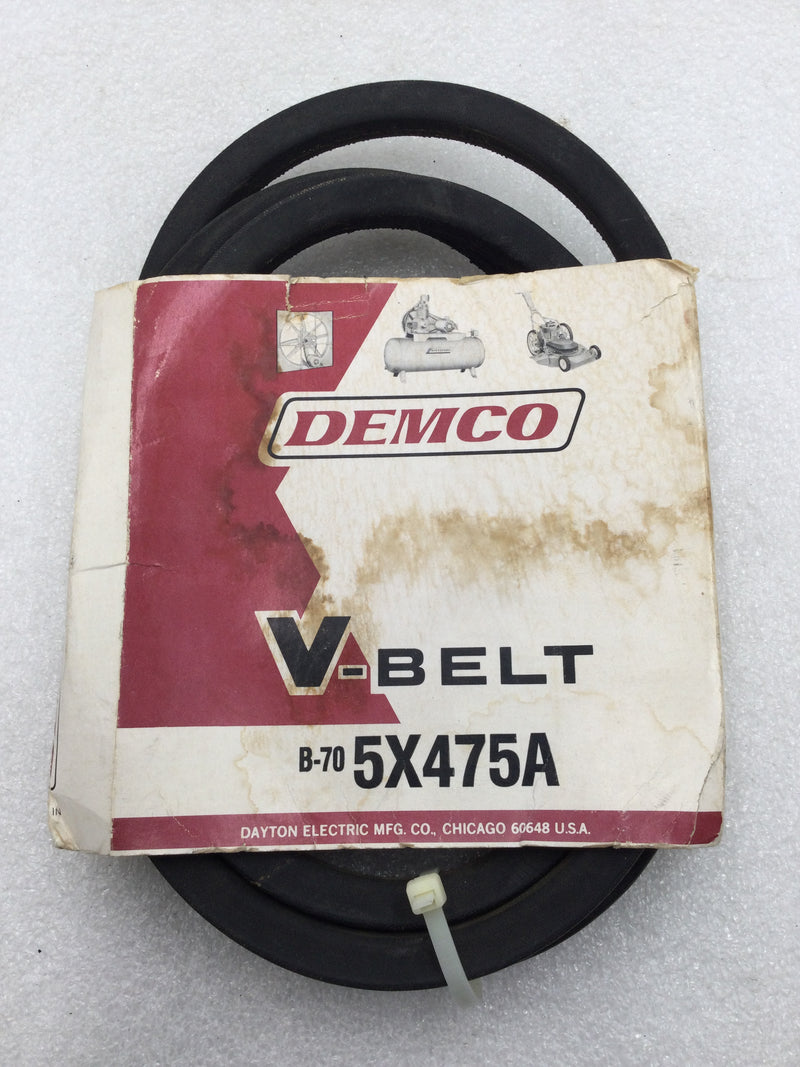 DEMCO
V-BELT
B-70 5X475A
DAYTON ELECTRIC MFG. CO., CHICAGO 60648 U.S.A.